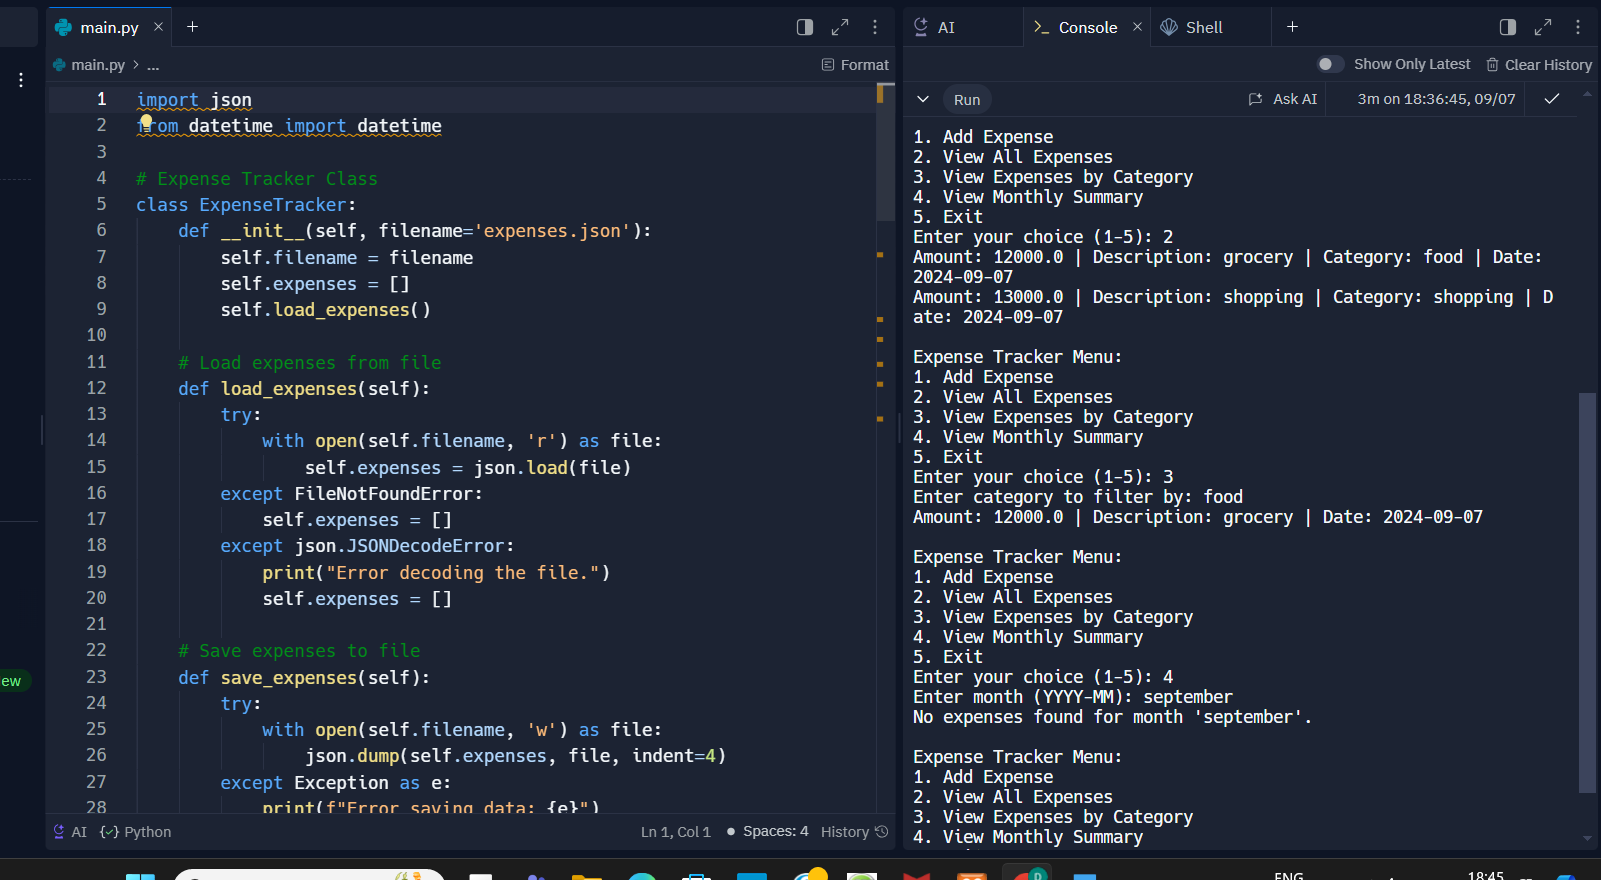 main.py
main.py > ...
Format
1 import json
2 from datetime import datetime
3
4 # Expense Tracker Class
5 class ExpenseTracker:
6 def __init__(self, filename='expenses.json'):
7 self.filename = filename
8 self.expenses = []
9 self.load_expenses()
10
11 # Load expenses from file
12 def load_expenses(self):
13 try:
14 with open(self.filename, 'r') as file:
15 self.expenses = json.load(file)
16 except FileNotFoundError:
17 self.expenses = []
18 except json.JSONDecodeError:
19 print("Error decoding the file.")
20 self.expenses = []
21
22 # Save expenses to file
23 def save_expenses(self):
24 try:
25 with open(self.filename, 'w') as file:
26 json.dump(self.expenses, file, indent=4)
27 except Exception as e:
28 print(f"Error saving data: {e}")
AI Python Ln 1, Col 1 Spaces: 4 History
ew
AI Console Shell
Show Only Latest Clear History
Run Ask AI 3m on 18:36:45, 09/07
1. Add Expense
2. View All Expenses
3. View Expenses by Category
4. View Monthly Summary
5. Exit
Enter your choice (1-5): 2
Amount: 12000.0 | Description: grocery | Category: food | Date:
2024-09-07
Amount: 13000.0 | Description: shopping | Category: shopping | D
ate: 2024-09-07
Expense Tracker Menu:
1. Add Expense
2. View All Expenses
3. View Expenses by Category
4. View Monthly Summary
5. Exit
Enter your choice (1-5): 3
Enter category to filter by: food
Amount: 12000.0 | Description: grocery | Date: 2024-09-07
Expense Tracker Menu:
1. Add Expense
2. View All Expenses
3. View Expenses by Category
4. View Monthly Summary
5. Exit
Enter your choice (1-5): 4
Enter month (YYYY-MM): september
No expenses found for month 'september'.
Expense Tracker Menu:
1. Add Expense
2. View All Expenses
3. View Expenses by Category
4. View Monthly Summary
ENG
18:45